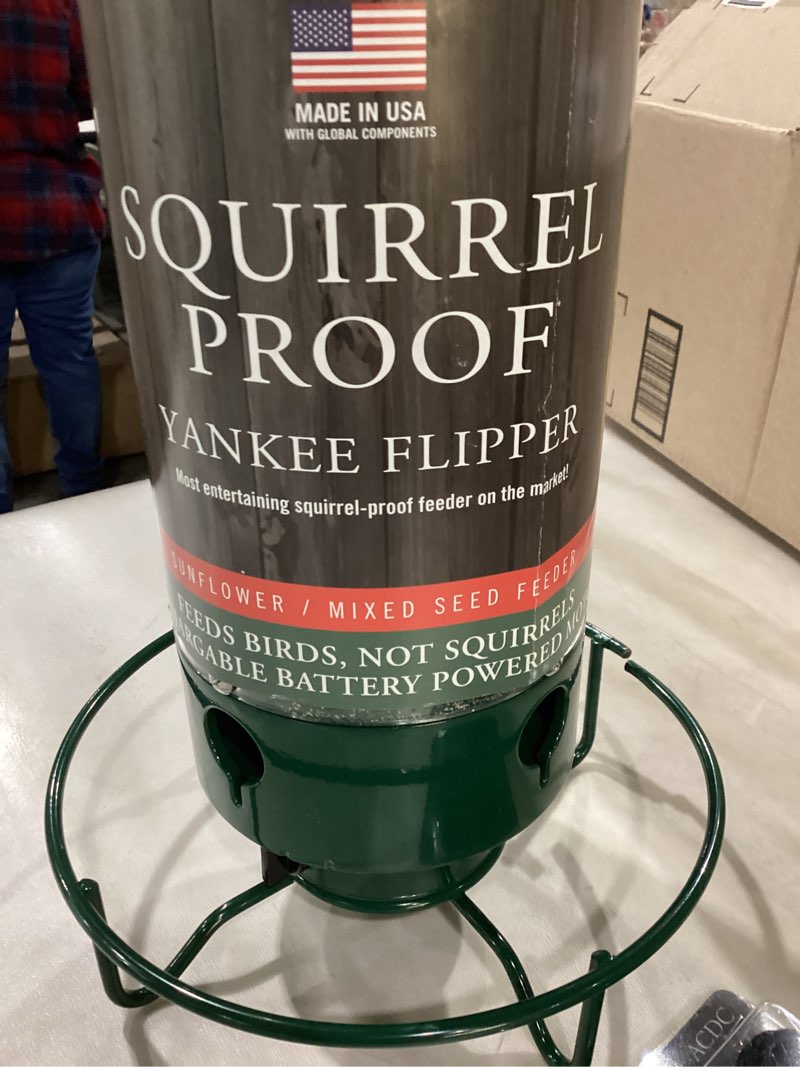 MADE IN USA
WITH GLOBAL COMPONENTS
SQUIRREL
PROOF
YANKEE FLIPPER
Most entertaining squirrel-proof feeder on the market!
SUNFLOWER / MIXED SEED FEEDER
FEEDS BIRDS, NOT SQUIRRELS
BATTERY POWERED
ACDC